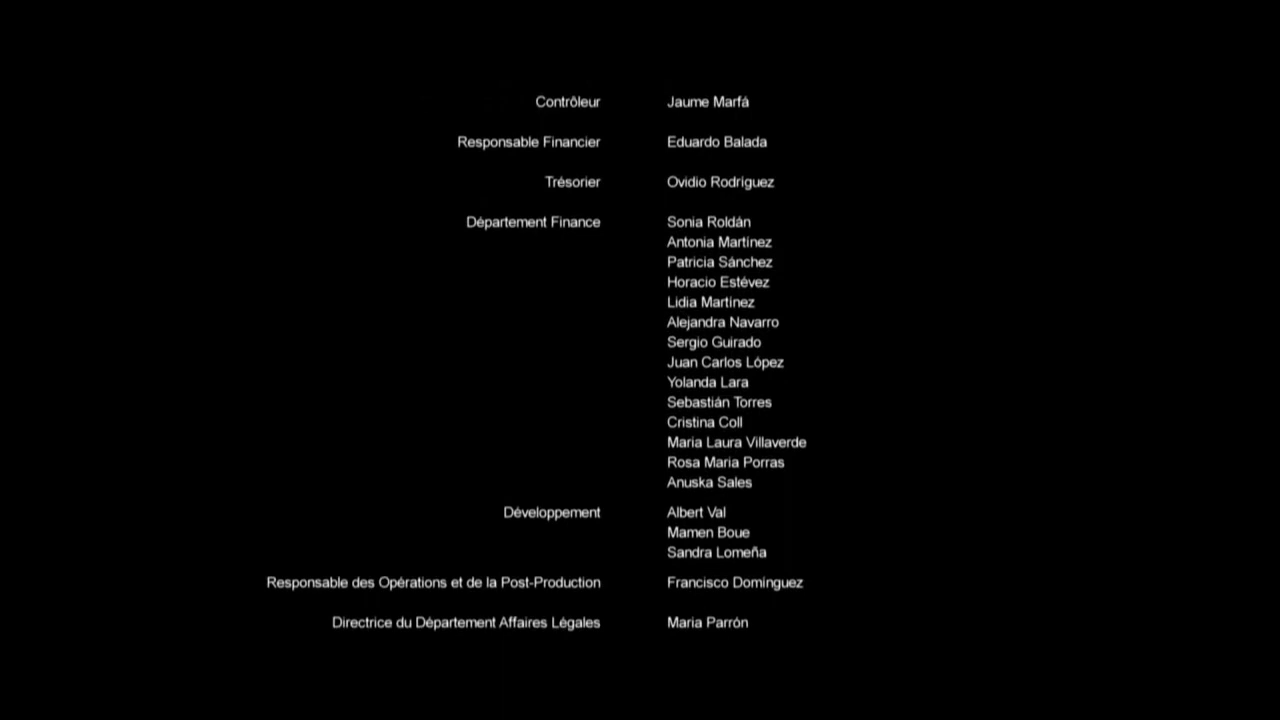 Contrôleur Jaume Marfá
Responsable Financier Eduardo Balada
Trésorier Ovidio Rodríguez
Département Finance Sonia Roldán
Antonia Martínez
Patricia Sánchez
Horacio Estévez
Lidia Martínez
Alejandra Navarro
Sergio Guirado
Juan Carlos López
Yolanda Lara
Sebastián Torres
Cristina Coll
Maria Laura Villaverde
Rosa Maria Porras
Anuska Sales
Développement Albert Val
Mamen Boue
Sandra Lomeña
Responsable des Opérations et de la Post-Production Francisco Domínguez
Directrice du Département Affaires Légales Maria Parrón